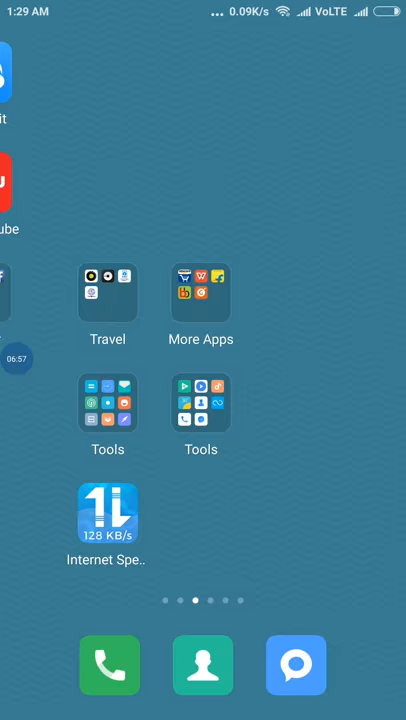 1:29 AM ... 0.09K/s VoLTE
it
ube
06:57
Travel More Apps
Tools Tools
128 KB/s
Internet Spe..